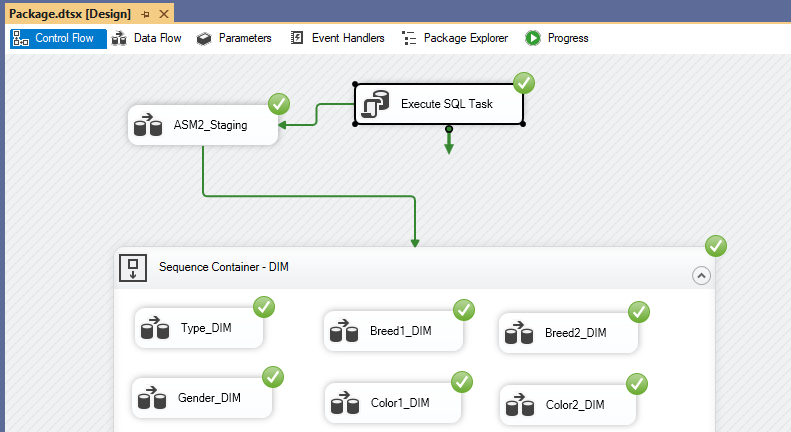 Package.dtsx [Design]
Control Flow Data Flow Parameters Event Handlers Package Explorer Progress
Execute SQL Task
ASM2_Staging
Sequence Container - DIM
Type_DIM Breed1_DIM Breed2_DIM
Gender_DIM Color1_DIM Color2_DIM